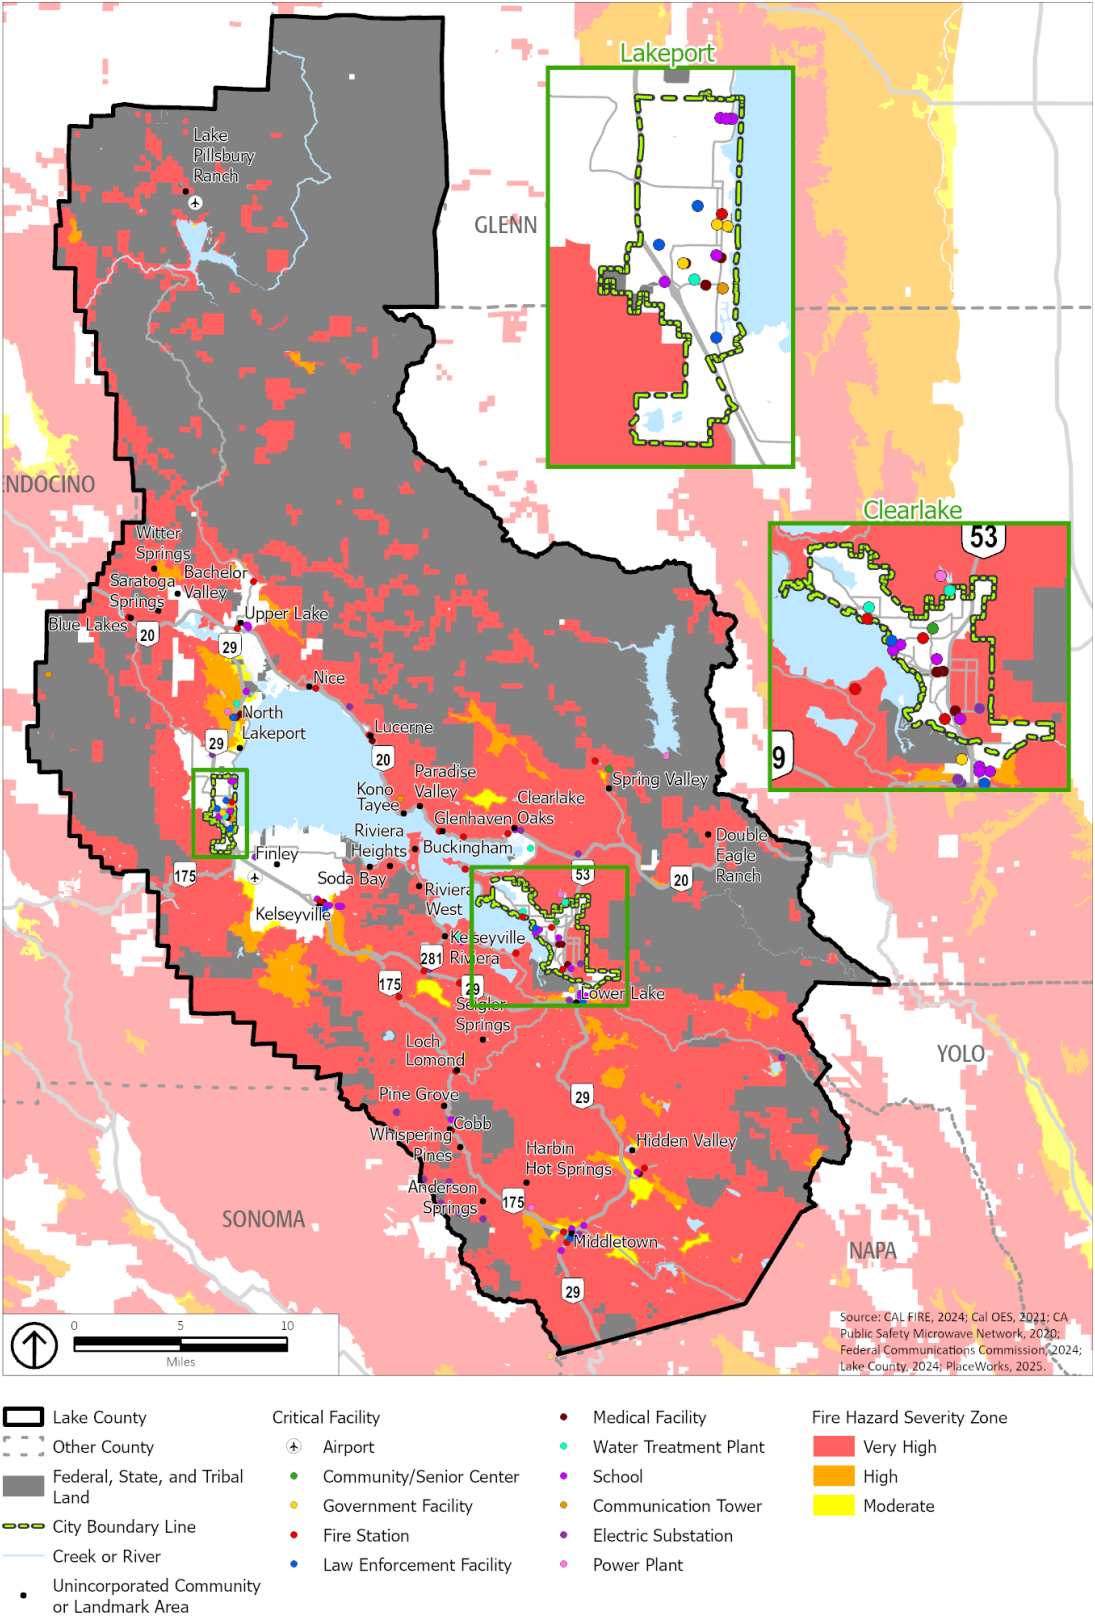 Lakeport
Lake
Pillsbury
Ranch
GLENN
ENDOCINO
Clearlake
53
9
Witter
Springs
Saratoga
Springs
Bachelor
Valley
Blue Lakes
20
Upper Lake
29
Nice
North
Lakeport
29
Lucerne
20
Paradise
Valley
Kono
Tayee
Spring Valley
Clearlake
Oaks
Glenhaven
Riviera
Heights
Buckingham
Double
Eagle
Ranch
Finley
175
Soda Bay
53
20
Riviera
West
Kelseyville
Kelseyville
Riviera
281
175
29
Lower Lake
Seigler
Springs
Loch
Lomond
YOLO
Pine Grove
29
Cobb
Whispering
Pines
Harbin
Hot Springs
Hidden Valley
Anderson
Springs
175
SONOMA
Middletown
NAPA
29
0 5 10
Miles
Source: CAL FIRE, 2024; Cal OES, 2021; CA
Public Safety Microwave Network, 2020;
Federal Communications Commission, 2024;
Lake County, 2024; PlaceWorks, 2025.
Lake County
Other County
Federal, State, and Tribal
Land
City Boundary Line
Creek or River
Unincorporated Community
or Landmark Area
Critical Facility
Airport
Community/Senior Center
Government Facility
Fire Station
Law Enforcement Facility
Medical Facility
Water Treatment Plant
School
Communication Tower
Electric Substation
Power Plant
Fire Hazard Severity Zone
Very High
High
Moderate